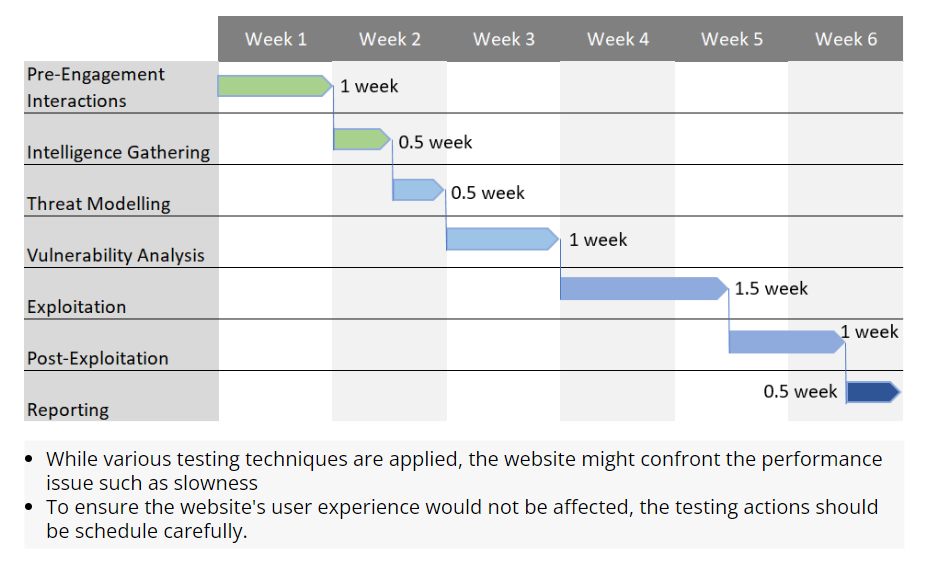 Week 1 Week 2 Week 3 Week 4 Week 5 Week 6
Pre-Engagement
Interactions
1 week
Intelligence Gathering
0.5 week
Threat Modelling
0.5 week
Vulnerability Analysis
1 week
Exploitation
1.5 week
Post-Exploitation
1 week
Reporting
0.5 week
• While various testing techniques are applied, the website might confront the performance
issue such as slowness
• To ensure the website's user experience would not be affected, the testing actions should
be schedule carefully.